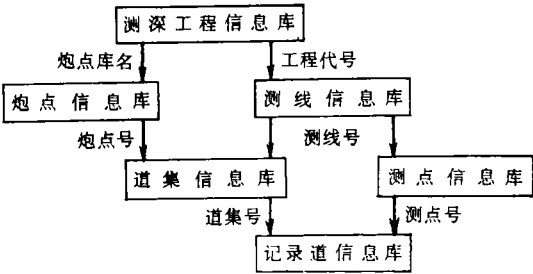 测深工程信息库
炮点库名
工程代号
炮点信息库
测线信息库
炮点号
测线号
道集信息库
测点信息库
道集号
测点号
记录道信息库